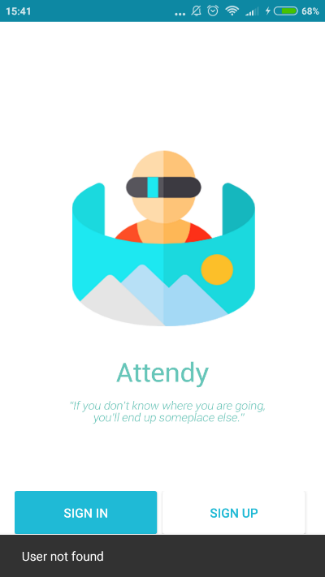 15:41
68%
Attendy
"If you don't know where you are going,
you'll end up someplace else."
SIGN IN
SIGN UP
User not found